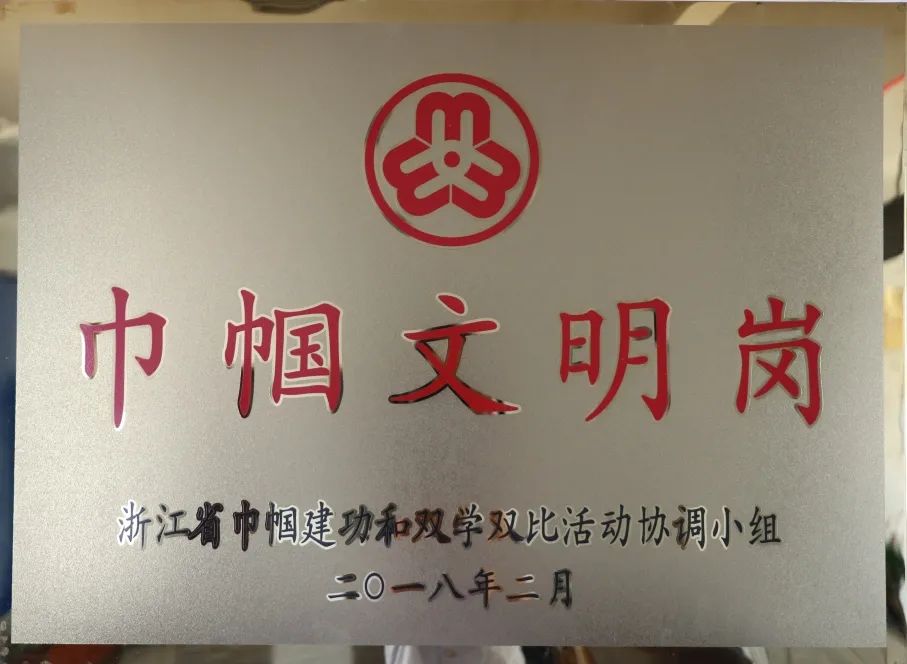 巾帼文明岗
浙江省巾帼建功和双学双比活动协调小组
二〇一八年二月